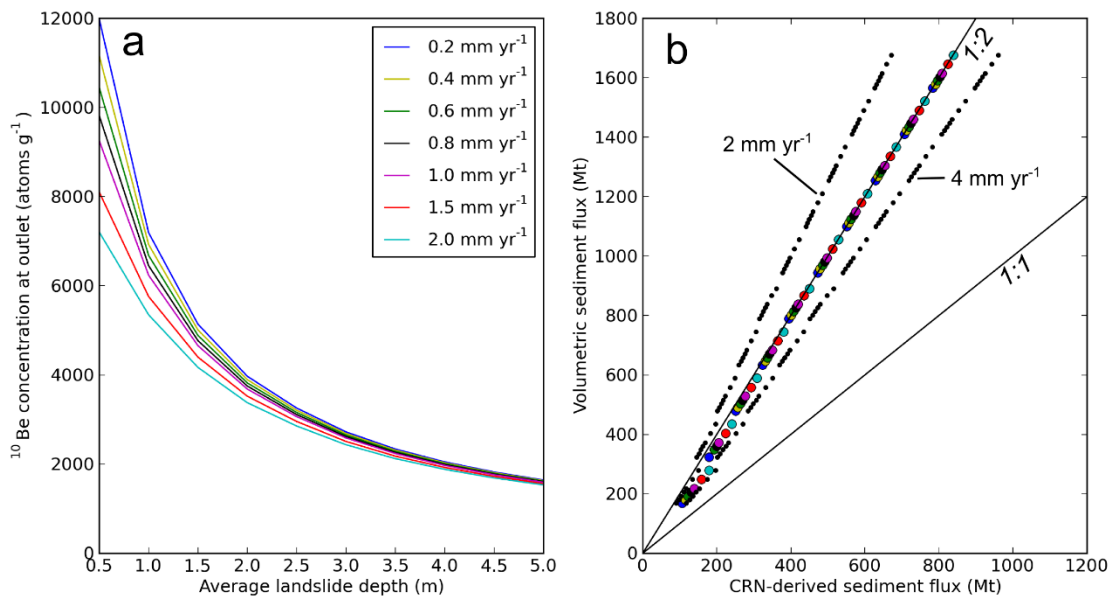 a
¹⁰Be concentration at outlet (atoms g⁻¹)
12000
10000
8000
6000
4000
2000
0
0.2 mm yr⁻¹
0.4 mm yr⁻¹
0.6 mm yr⁻¹
0.8 mm yr⁻¹
1.0 mm yr⁻¹
1.5 mm yr⁻¹
2.0 mm yr⁻¹
0.5 1.0 1.5 2.0 2.5 3.0 3.5 4.0 4.5 5.0
Average landslide depth (m)
b
Volumetric sediment flux (Mt)
1800
1600
1400
1200
1000
800
600
400
200
0
1:2
2 mm yr⁻¹
4 mm yr⁻¹
1:1
0 200 400 600 800 1000 1200
CRN-derived sediment flux (Mt)